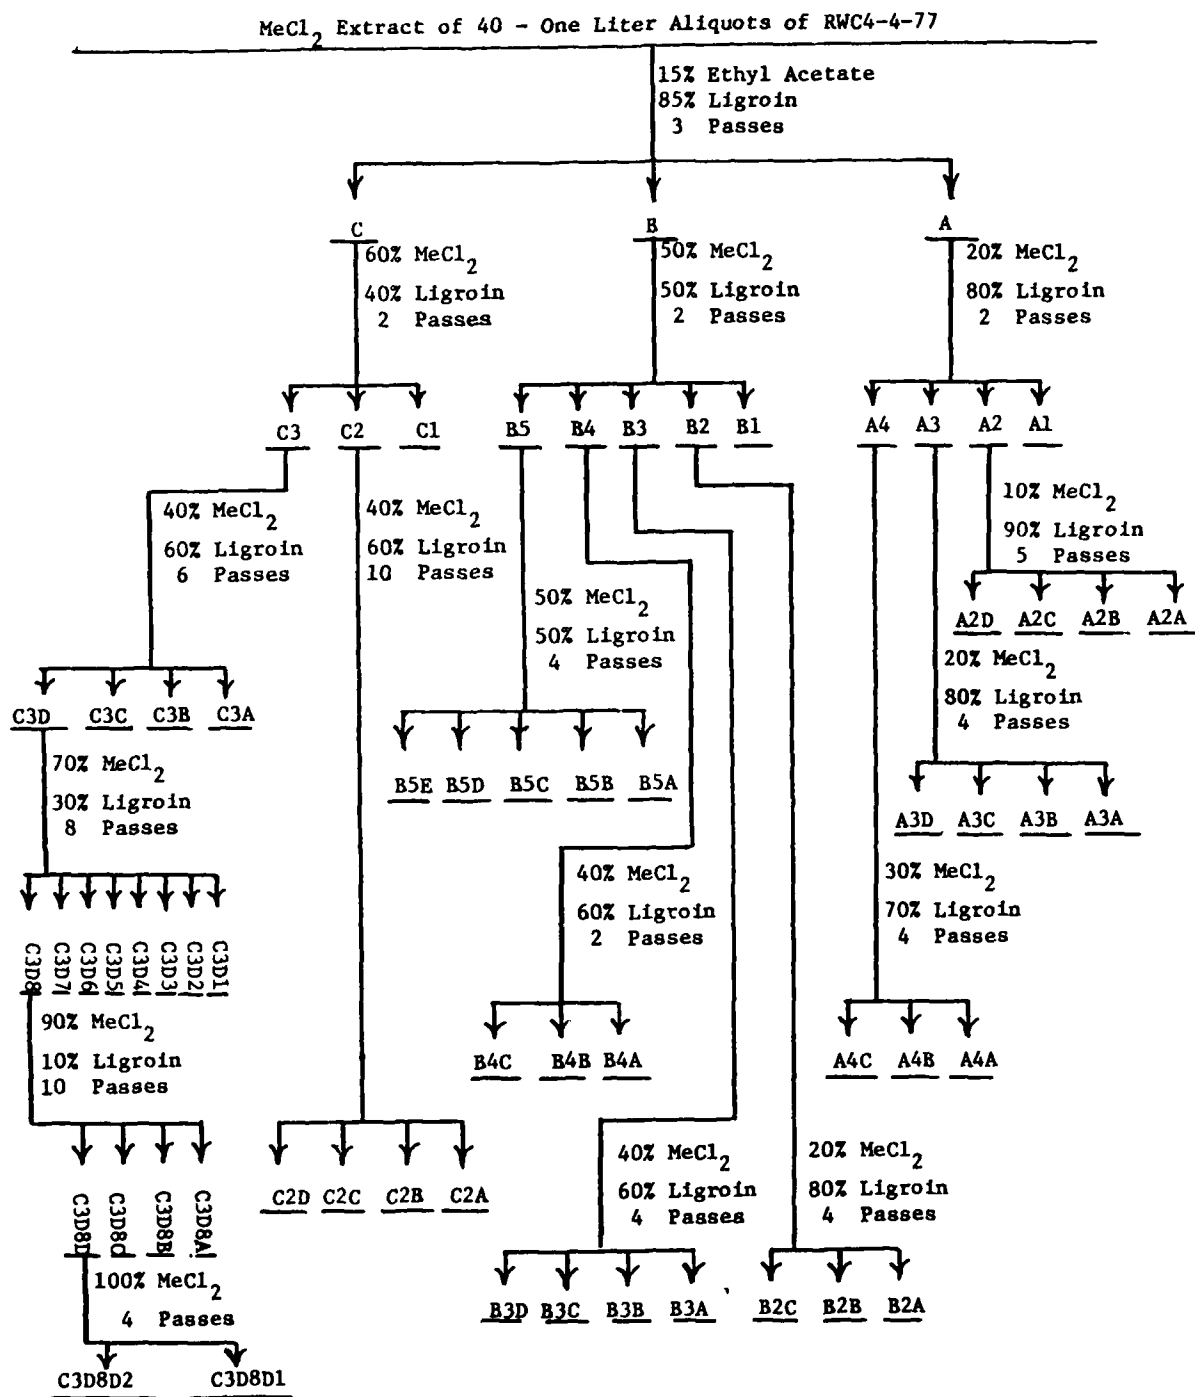 MeCl2 Extract of 40 - One Liter Aliquots of RWC4-4-77
15% Ethyl Acetate
85% Ligroin
3 Passes
C
B
A
60% MeCl2
40% Ligroin
2 Passes
50% MeCl2
50% Ligroin
2 Passes
20% MeCl2
80% Ligroin
2 Passes
C3 C2 C1
B5 B4 B3 B2 B1
A4 A3 A2 A1
40% MeCl2
60% Ligroin
6 Passes
40% MeCl2
60% Ligroin
10 Passes
10% MeCl2
90% Ligroin
5 Passes
50% MeCl2
50% Ligroin
4 Passes
A2D A2C A2B A2A
20% MeCl2
80% Ligroin
4 Passes
C3D C3C C3B C3A
70% MeCl2
30% Ligroin
8 Passes
B5E B5D B5C B5B B5A
A3D A3C A3B A3A
40% MeCl2
60% Ligroin
2 Passes
30% MeCl2
70% Ligroin
4 Passes
C3D8 C3D7 C3D6 C3D5 C3D4 C3D3 C3D2 C3D1
90% MeCl2
10% Ligroin
10 Passes
B4C B4B B4A
A4C A4B A4A
40% MeCl2
60% Ligroin
4 Passes
20% MeCl2
80% Ligroin
4 Passes
C3D8D C3D8C C3D8B C3D8A
C2D C2C C2B C2A
100% MeCl2
4 Passes
B3D B3C B3B B3A
B2C B2B B2A
C3D8D2 C3D8D1